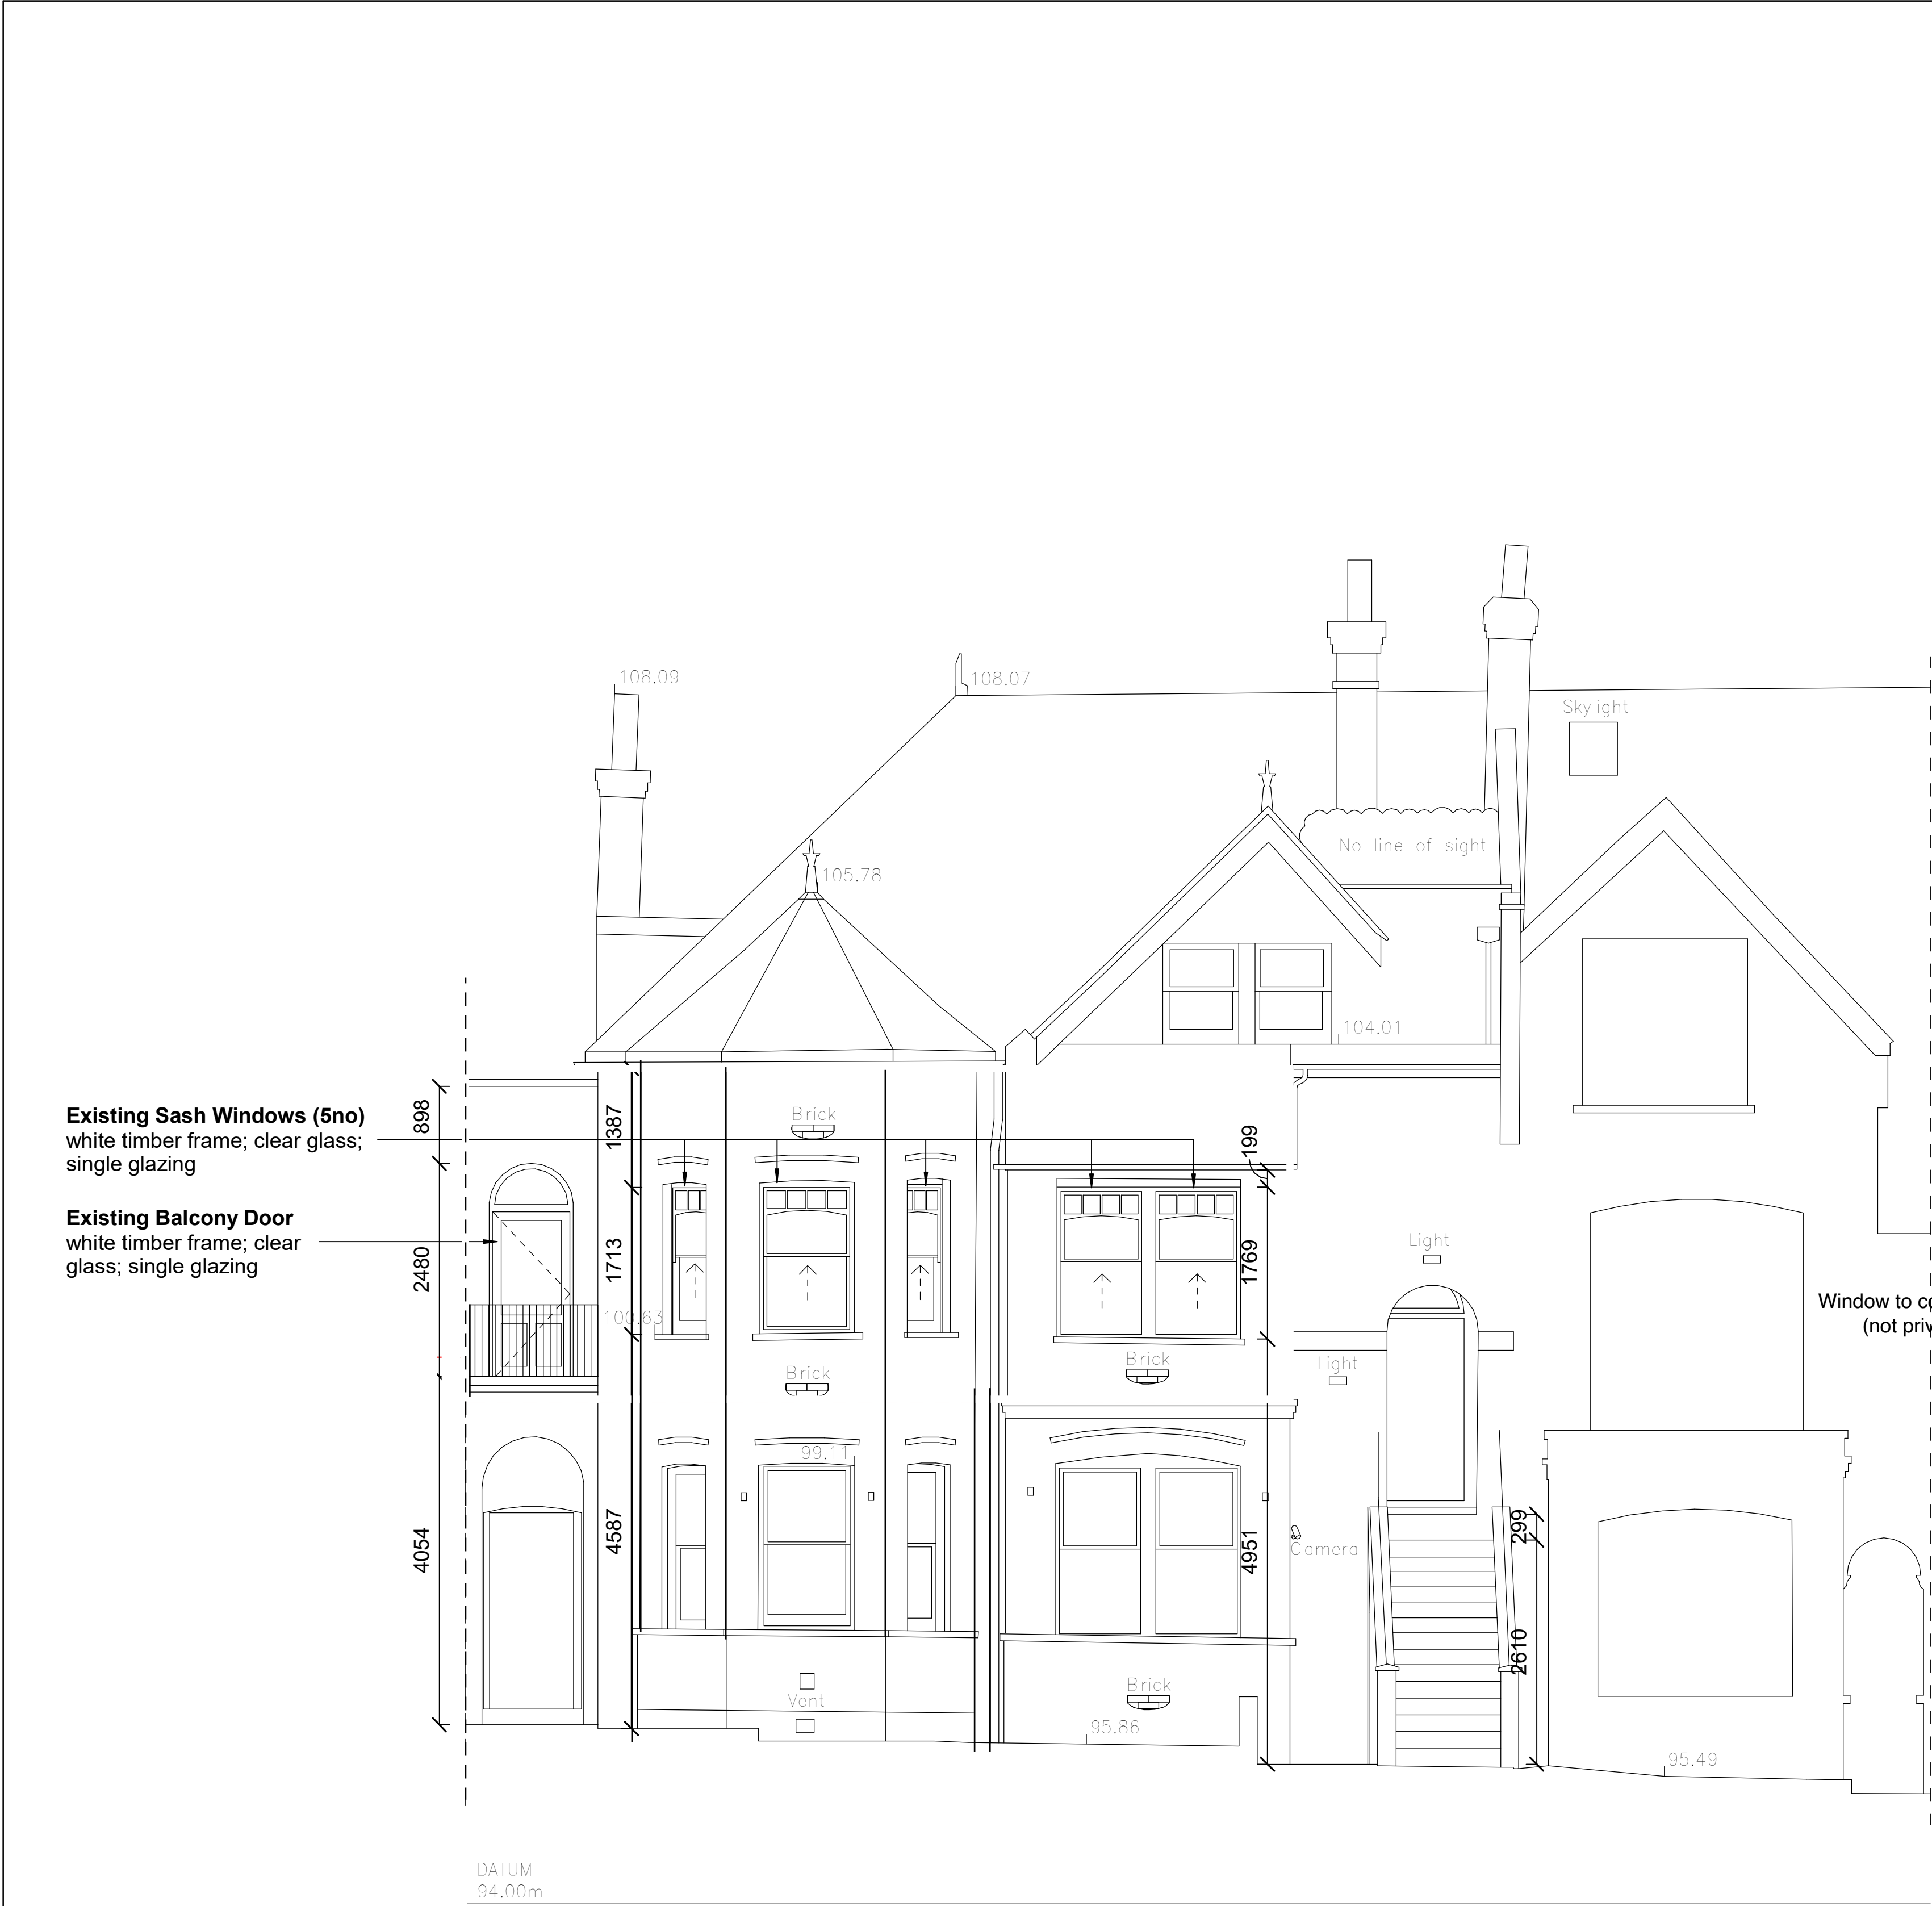 108.09
108.07
Skylight
No line of sight
105.78
104.01
Existing Sash Windows (5no)
white timber frame; clear glass;
single glazing
898
1387
Brick
199
Existing Balcony Door
white timber frame; clear
glass; single glazing
2480
1713
1769
Light
100.63
Window to
(not
Light
Brick
Brick
99.11
4054
4587
4951
Camera
299
2610
Vent
Brick
95.86
95.49
DATUM
94.00m